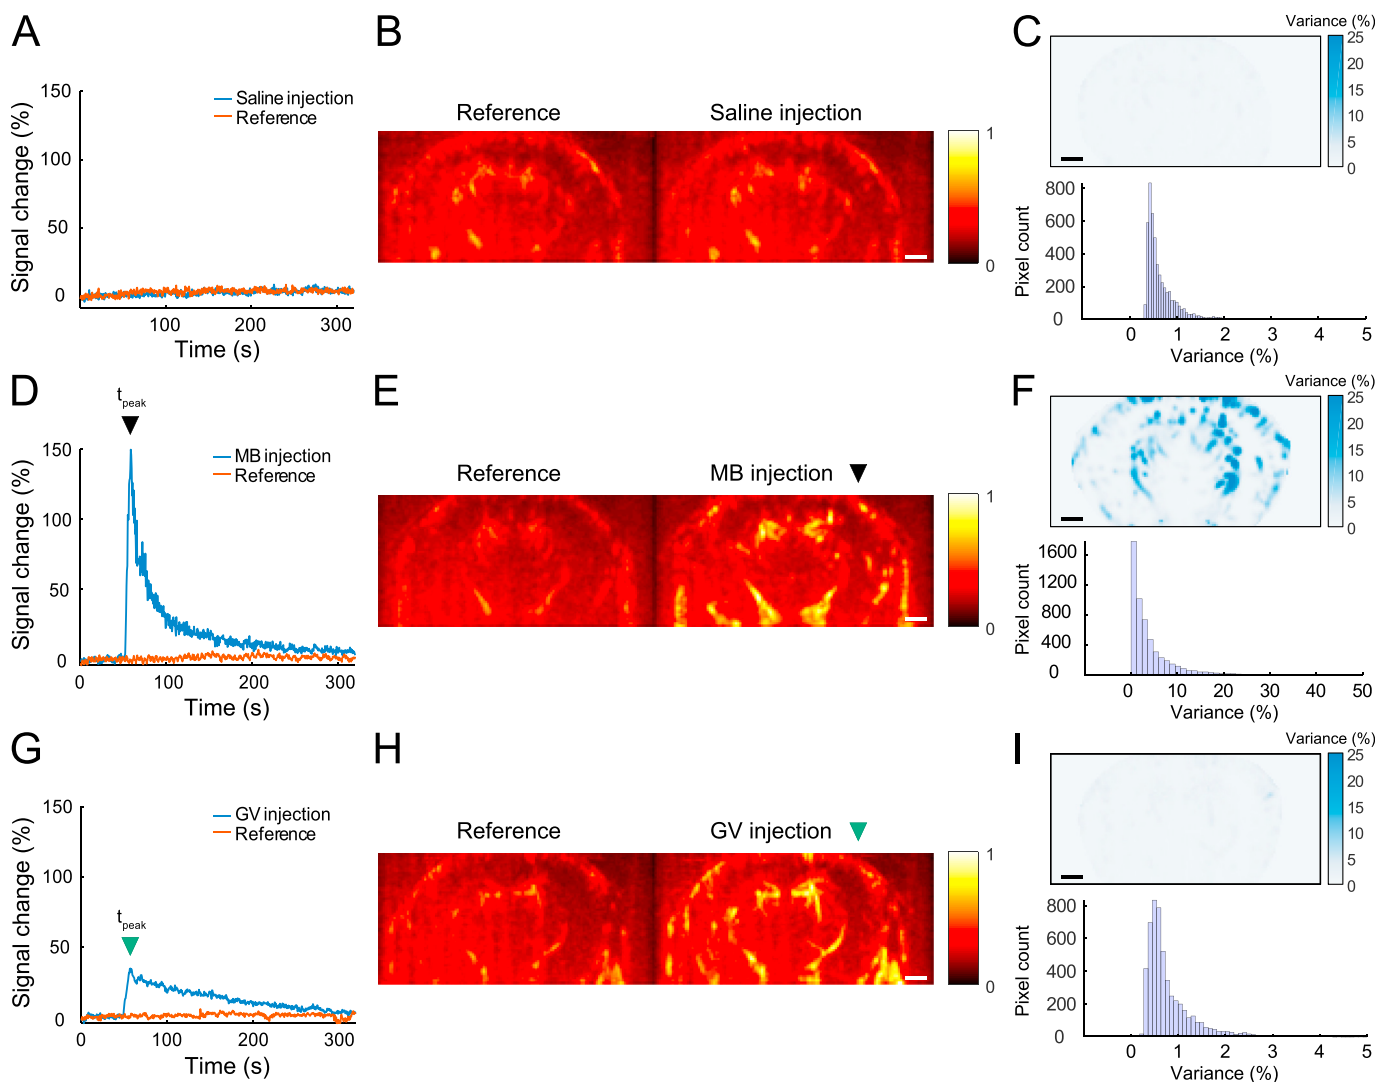 A
B
C
Variance (%)
25
20
15
10
5
0
150
100
50
0
Signal change (%)
Saline injection
Reference
100
200
300
Time (s)
Reference
Saline injection
1
0
800
600
400
200
0
Pixel count
0
1
2
3
4
5
Variance (%)
D
E
F
t peak
150
100
50
0
Signal change (%)
MB injection
Reference
0
100
200
300
Time (s)
Reference
MB injection
1
0
Variance (%)
25
20
15
10
5
0
1600
1200
800
400
0
Pixel count
0
10
20
30
40
50
Variance (%)
G
H
I
150
100
50
0
Signal change (%)
GV injection
Reference
t peak
0
100
200
300
Time (s)
Reference
GV injection
1
0
Variance (%)
25
20
15
10
5
0
800
600
400
200
0
Pixel count
0
1
2
3
4
5
Variance (%)